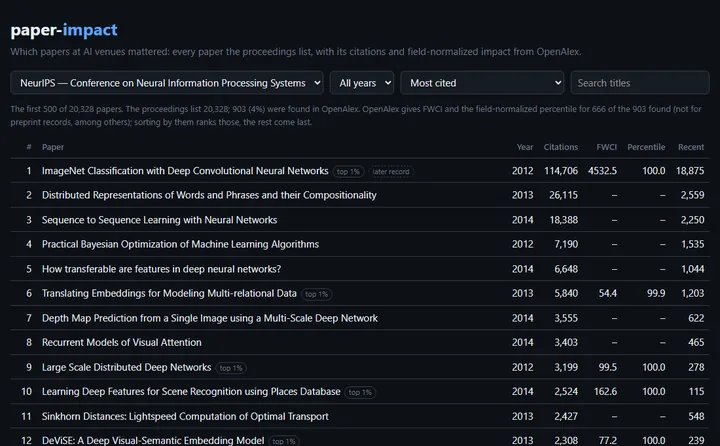 paper-impact
Which papers at AI venues mattered: every paper the proceedings list, with its citations and field-normalized impact from OpenAlex.
NeurIPS — Conference on Neural Information Processing Systems All years Most cited Search titles
The first 500 of 20,328 papers. The proceedings list 20,328; 903 (4%) were found in OpenAlex. OpenAlex gives FWCI and the field-normalized percentile for 666 of the 903 found (not for
preprint records, among others); sorting by them ranks those, the rest come last.
# Paper Year Citations FWCI Percentile Recent
1 ImageNet Classification with Deep Convolutional Neural Networks top 1% later record 2012 114,706 4532.5 100.0 18,875
2 Distributed Representations of Words and Phrases and their Compositionality 2013 26,115 – – 2,559
3 Sequence to Sequence Learning with Neural Networks 2014 18,388 – – 2,250
4 Practical Bayesian Optimization of Machine Learning Algorithms 2012 7,190 – – 1,535
5 How transferable are features in deep neural networks? 2014 6,648 – – 1,044
6 Translating Embeddings for Modeling Multi-relational Data top 1% 2013 5,840 54.4 99.9 1,203
7 Depth Map Prediction from a Single Image using a Multi-Scale Deep Network 2014 3,555 – – 622
8 Recurrent Models of Visual Attention 2014 3,403 – – 465
9 Large Scale Distributed Deep Networks top 1% 2012 3,199 99.5 100.0 278
10 Learning Deep Features for Scene Recognition using Places Database top 1% 2014 2,524 162.6 100.0 115
11 Sinkhorn Distances: Lightspeed Computation of Optimal Transport 2013 2,427 – – 548
12 DeViSE: A Deep Visual-Semantic Embedding Model top 1% 2013 2,308 77.2 100.0 239